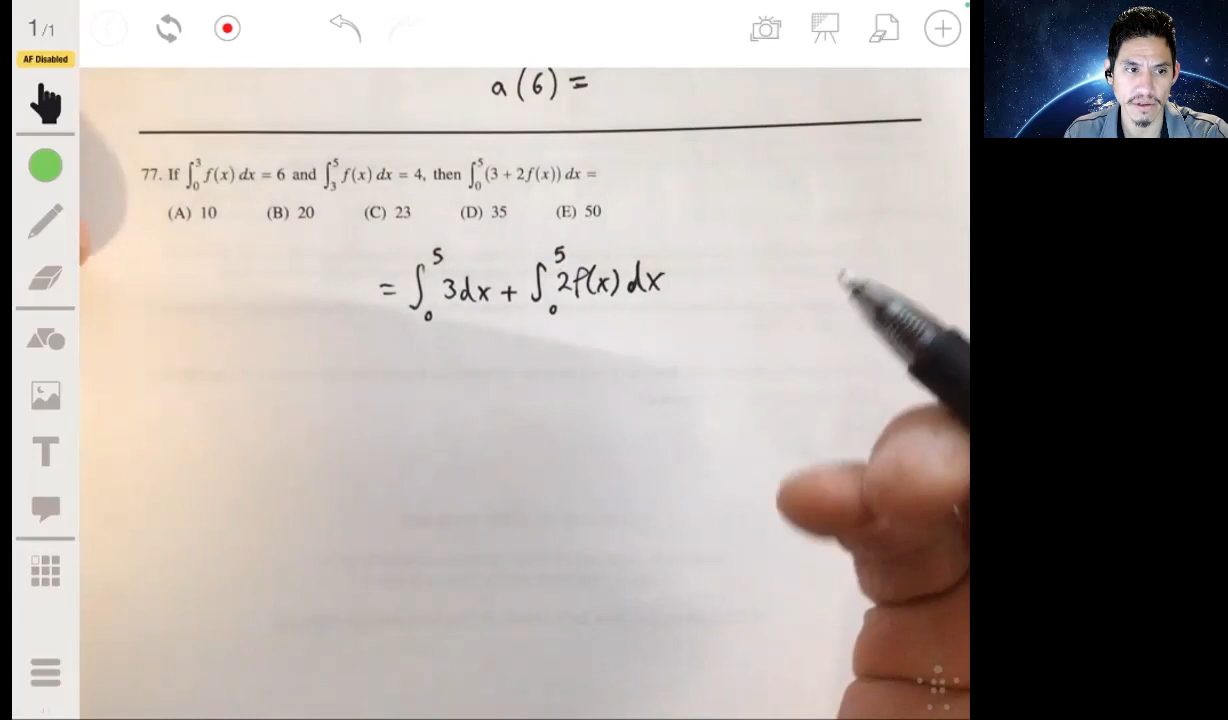 1/1
AF Disabled
a(6) =
77. If ∫₀³ f(x) dx = 6 and ∫₃⁵ f(x) dx = 4, then ∫₀⁵ (3 + 2f(x)) dx =
(A) 10 (B) 20 (C) 23 (D) 35 (E) 50
= ∫₀⁵ 3dx + ∫₀⁵ 2f(x) dx
T